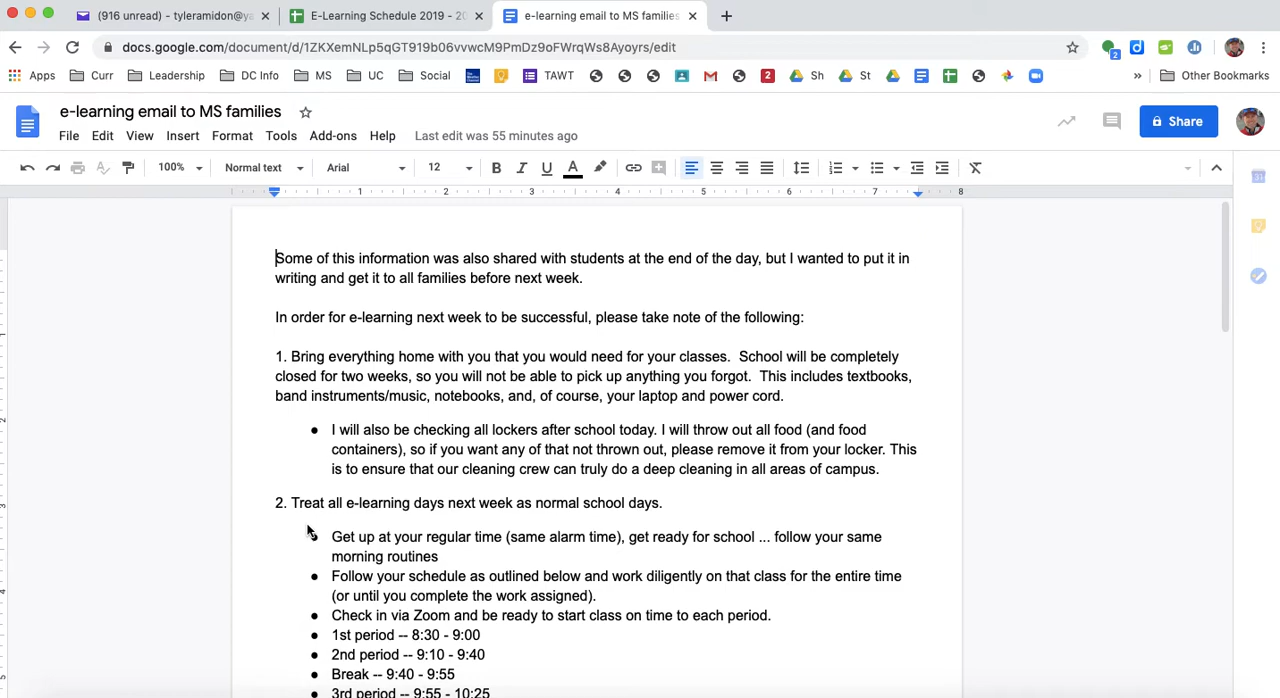 (916 unread) - tyleramidon@ya
E-Learning Schedule 2019 - 20
e-learning email to MS families
docs.google.com/document/d/1ZKXemNLp5qGT919b06vvwcM9PmDz9oFWrqWs8Ayoyrs/edit
2
Apps Curr Leadership DC Info MS UC Social TAWT 2 Sh St » Other Bookmarks
e-learning email to MS families
File Edit View Insert Format Tools Add-ons Help Last edit was 55 minutes ago
Share
100% Normal text Arial 12 B I U A
1 2 3 4 5 6 7 8
Some of this information was also shared with students at the end of the day, but I wanted to put it in
writing and get it to all families before next week.
In order for e-learning next week to be successful, please take note of the following:
1. Bring everything home with you that you would need for your classes. School will be completely
closed for two weeks, so you will not be able to pick up anything you forgot. This includes textbooks,
band instruments/music, notebooks, and, of course, your laptop and power cord.
● I will also be checking all lockers after school today. I will throw out all food (and food
containers), so if you want any of that not thrown out, please remove it from your locker. This
is to ensure that our cleaning crew can truly do a deep cleaning in all areas of campus.
2. Treat all e-learning days next week as normal school days.
● Get up at your regular time (same alarm time), get ready for school ... follow your same
morning routines
● Follow your schedule as outlined below and work diligently on that class for the entire time
(or until you complete the work assigned).
● Check in via Zoom and be ready to start class on time to each period.
● 1st period -- 8:30 - 9:00
● 2nd period -- 9:10 - 9:40
● Break -- 9:40 - 9:55
● 3rd period -- 9:55 - 10:25